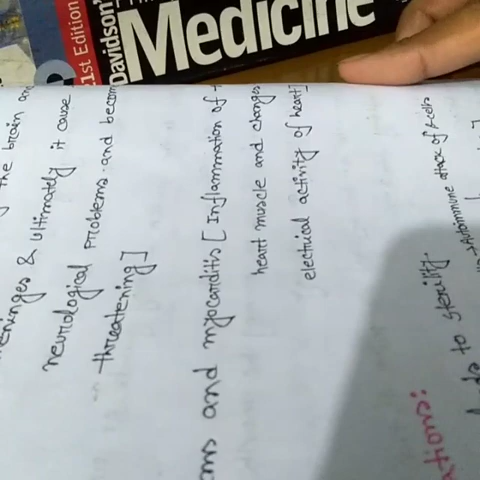 21st Edition
Davidson's
Medicine
the brain
meninges & ultimately it cause
neurological problems and
threatening]
and myocarditis [Inflammation of
heart muscle and changes
electrical activity of heart]
Autoimmune attack of
to sterility.